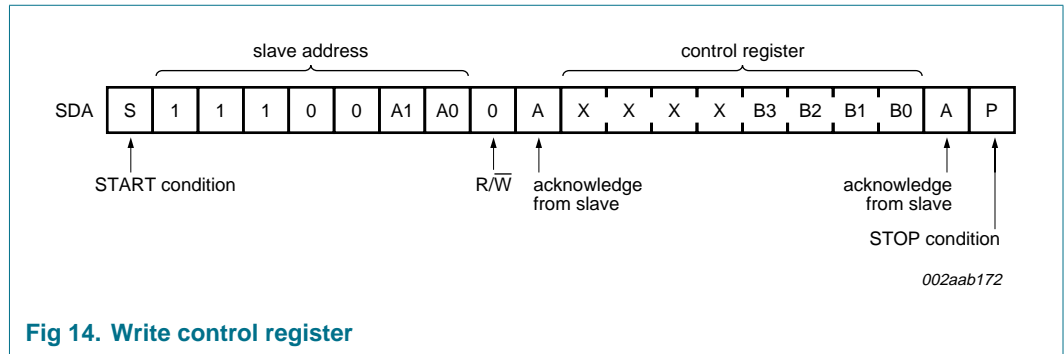 slave address control register
SDA S 1 1 1 0 0 A1 A0 0 A X X X X B3 B2 B1 B0 A P
START condition R/W̅ acknowledge from slave acknowledge from slave
STOP condition
002aab172
Fig 14. Write control register